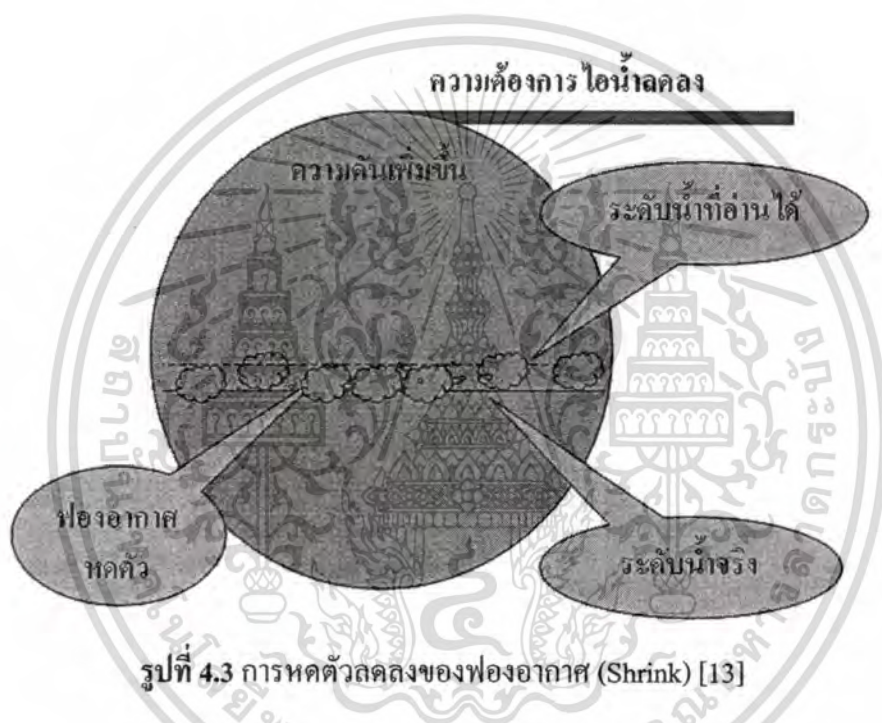 ความต้องการไอน้ำลดลง
ความดันเพิ่มขึ้น
ระดับน้ำที่อ่านได้
ฟองอากาศ
หดตัว
ระดับน้ำจริง
รูปที่ 4.3 การหดตัวลดลงของฟองอากาศ (Shrink) [13]